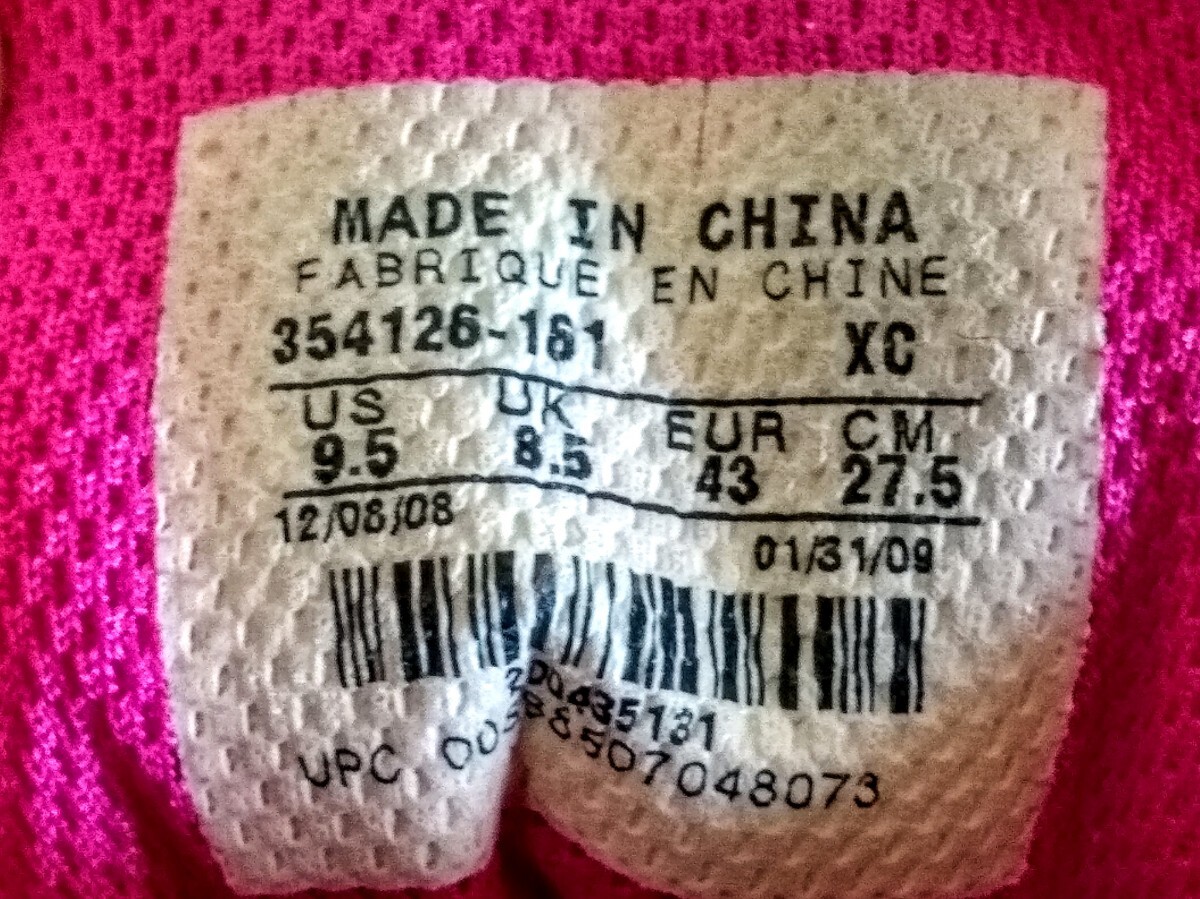 MADE IN CHINA
FABRIQUE EN CHINE
354126-161 XC
US UK EUR CM
9.5 8.5 43 27.5
12/08/08
01/31/09
200435131
UPC